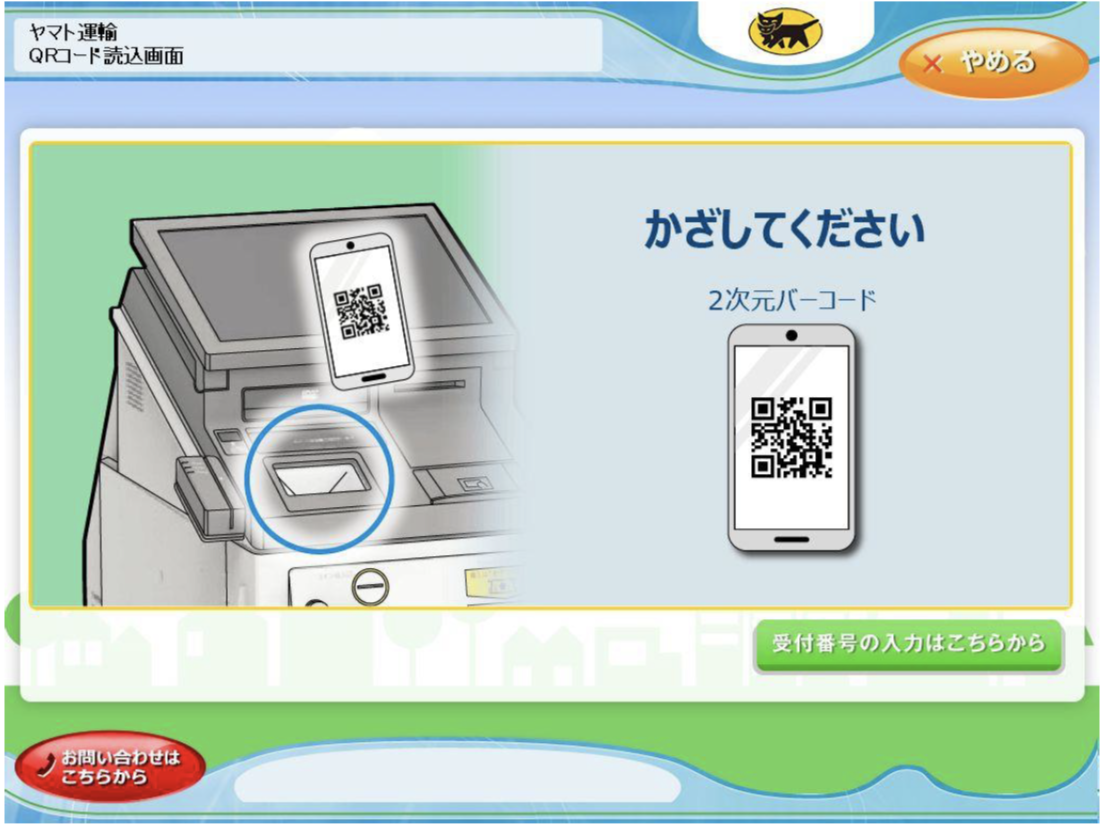 ヤマト運輸
QRコード読込画面
× やめる
かざしてください
2次元バーコード
受付番号の入力はこちらから
お問い合わせは
こちらから